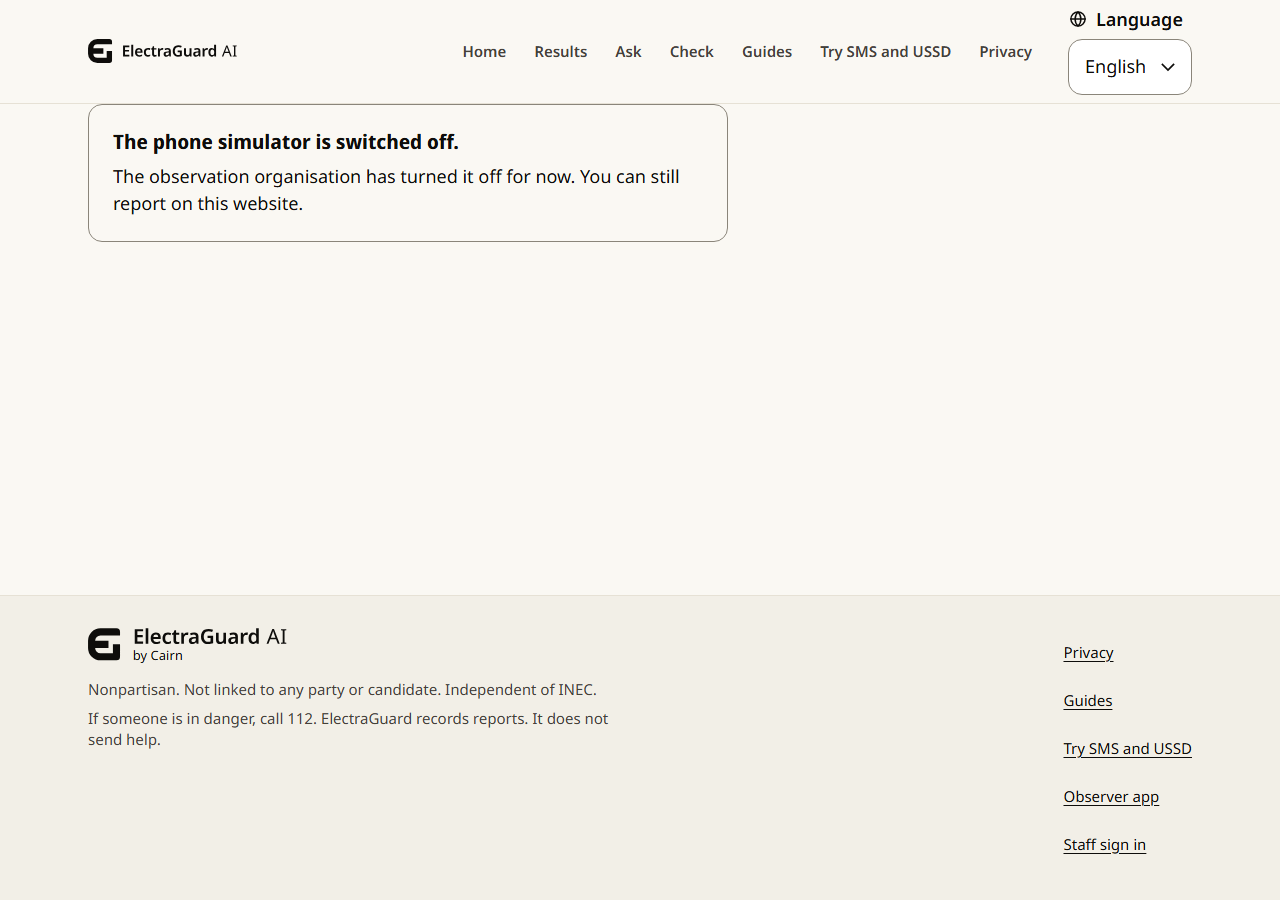 ElectraGuard AI
Home
Results
Ask
Check
Guides
Try SMS and USSD
Privacy
Language
English
The phone simulator is switched off.
The observation organisation has turned it off for now. You can still
report on this website.
ElectraGuard AI
by Cairn
Nonpartisan. Not linked to any party or candidate. Independent of INEC.
If someone is in danger, call 112. ElectraGuard records reports. It does not
send help.
Privacy
Guides
Try SMS and USSD
Observer app
Staff sign in